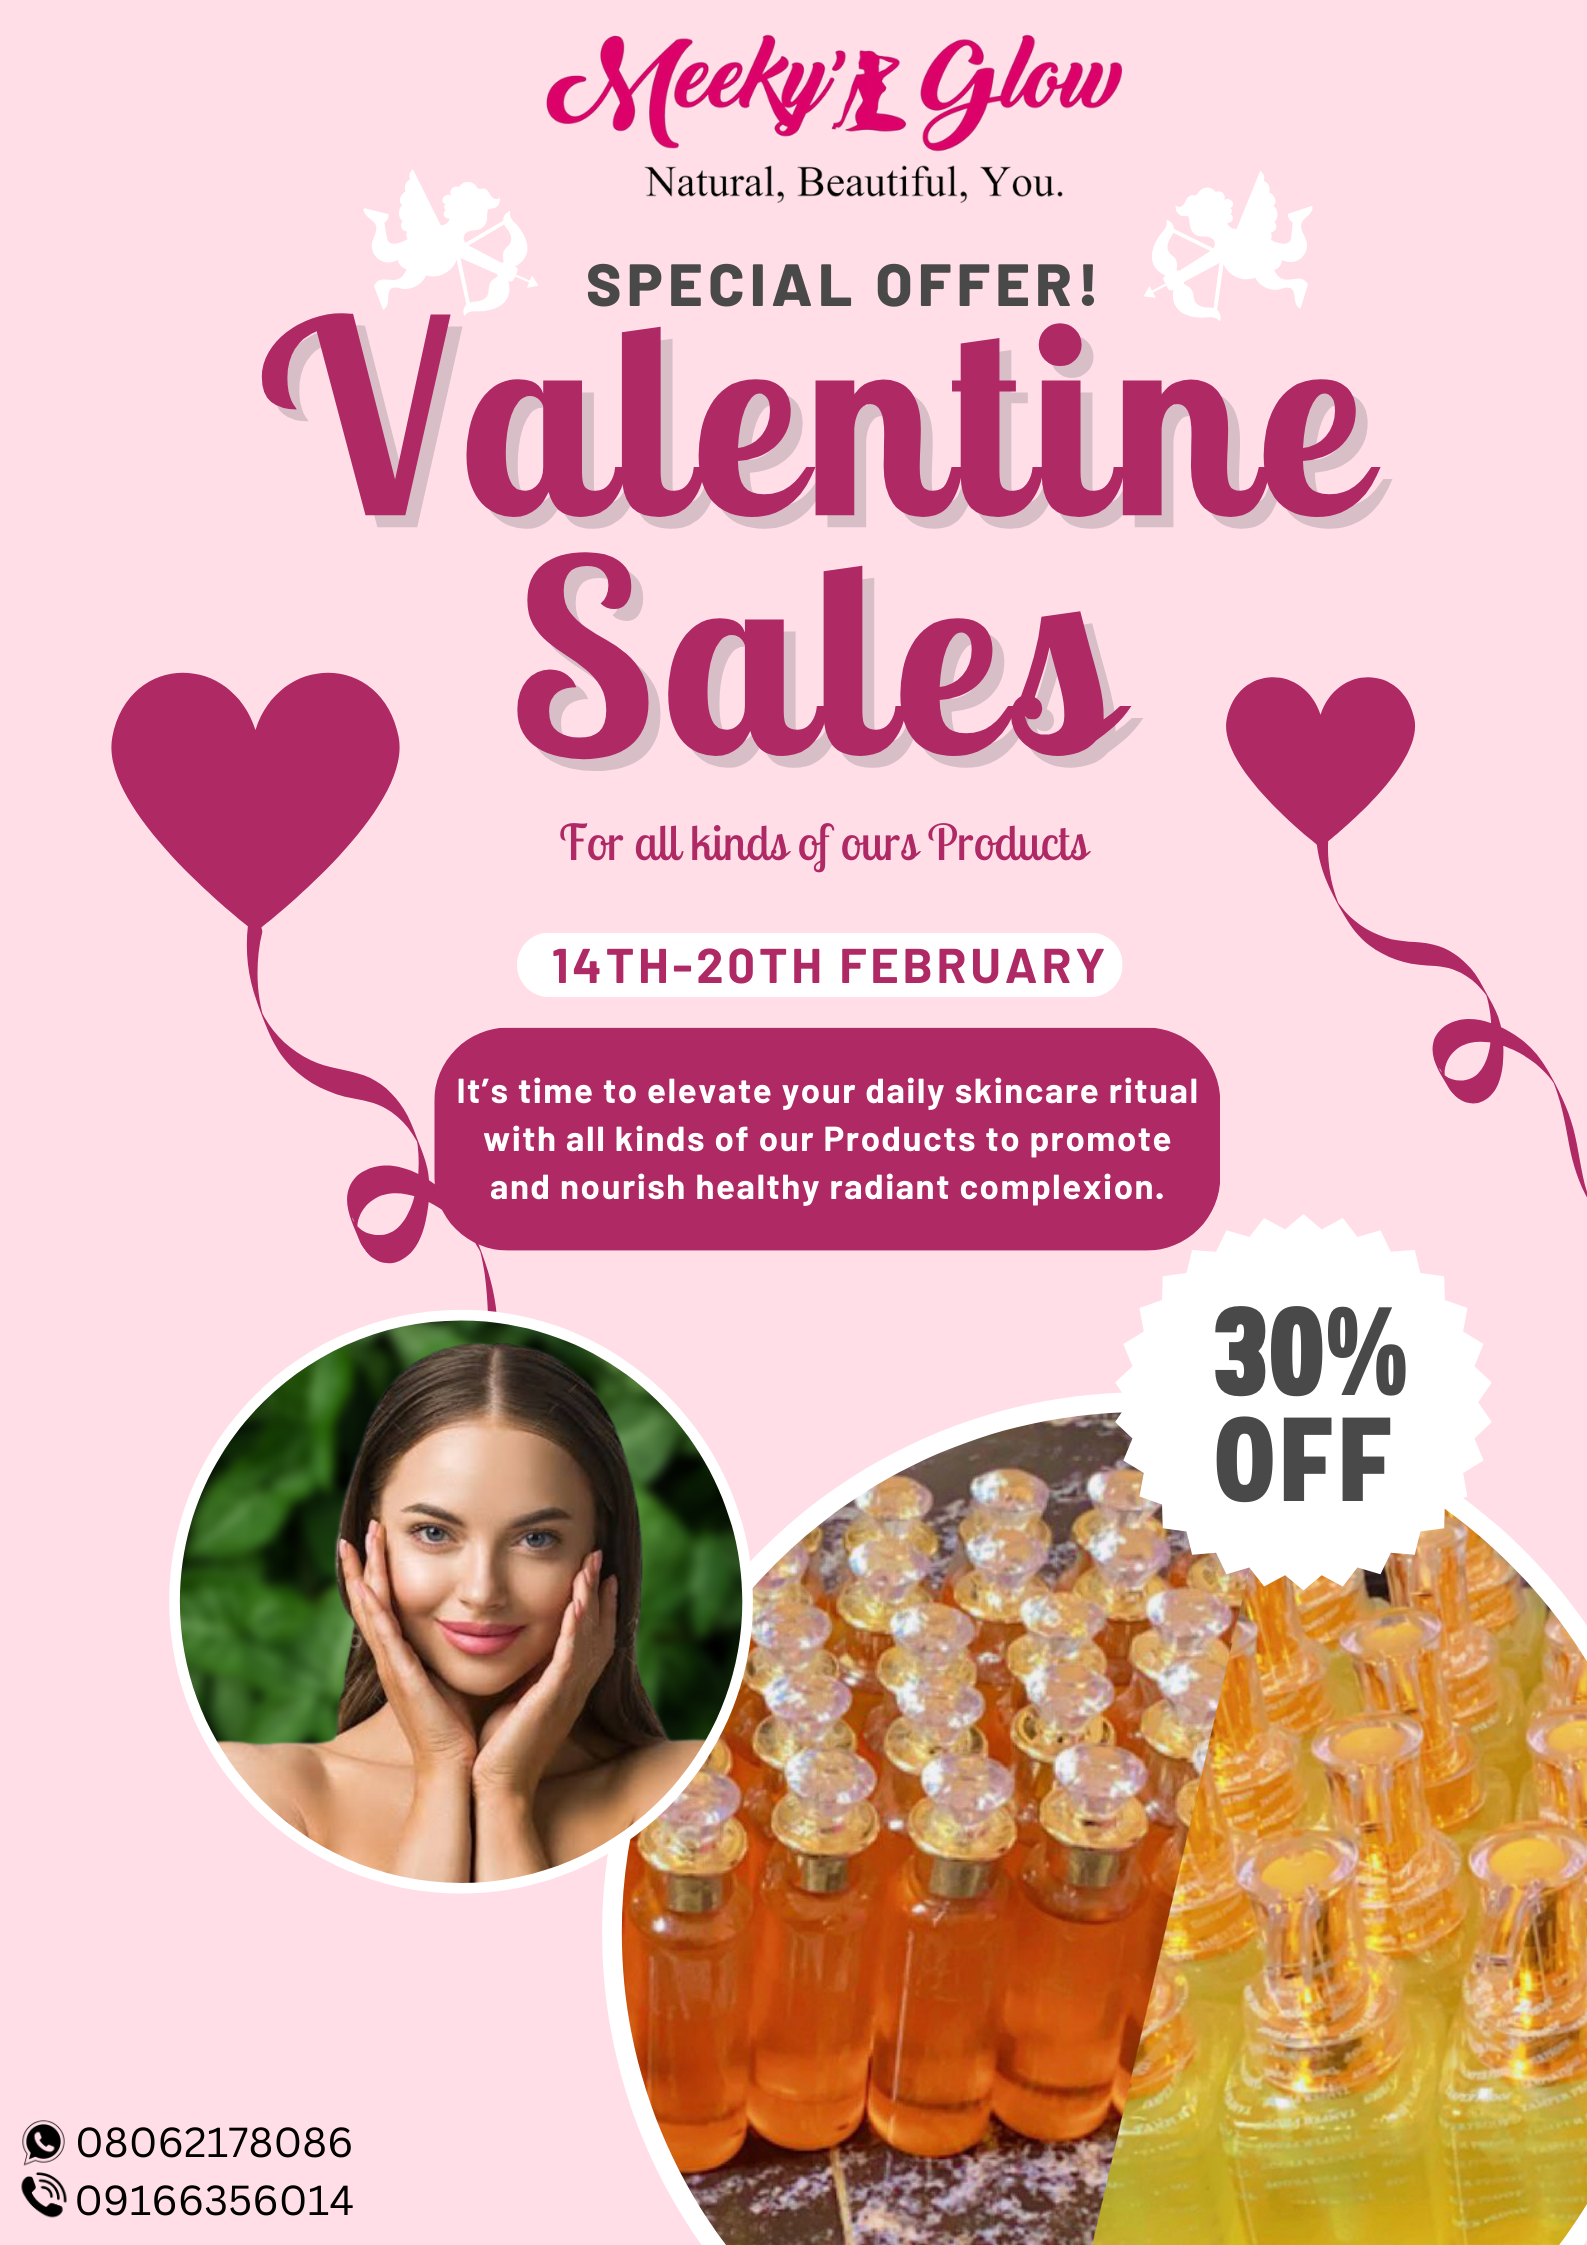 Meeky's Glow
Natural, Beautiful, You.
SPECIAL OFFER!
Valentine
Sales
For all kinds of ours Products
14TH-20TH FEBRUARY
It’s time to elevate your daily skincare ritual
with all kinds of our Products to promote
and nourish healthy radiant complexion.
30%
OFF
08062178086
09166356014